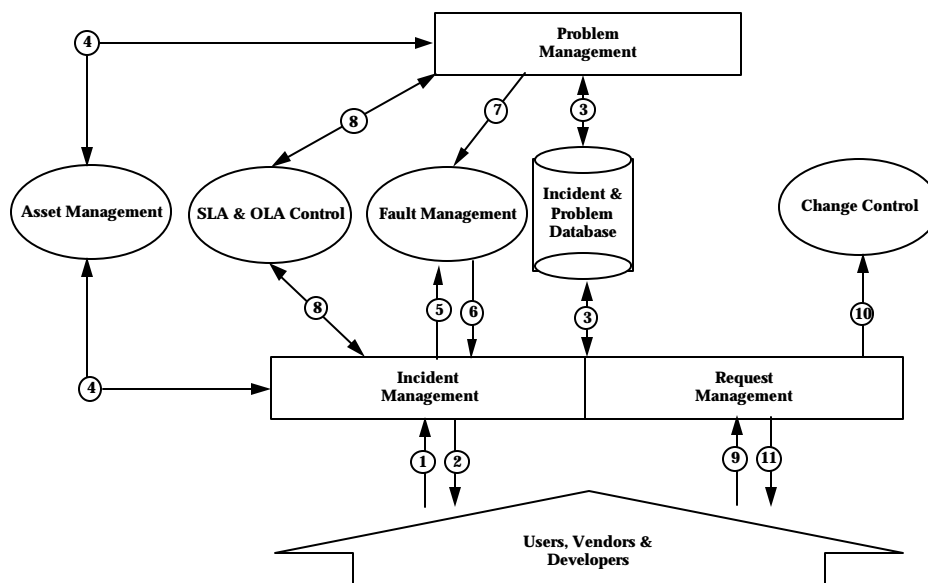 Problem
Management
4
8
7
3
Asset Management
SLA & OLA Control
Fault Management
Incident &
Problem
Database
Change Control
8
5
6
3
10
4
Incident
Management
Request
Management
1
2
9
11
Users, Vendors &
Developers